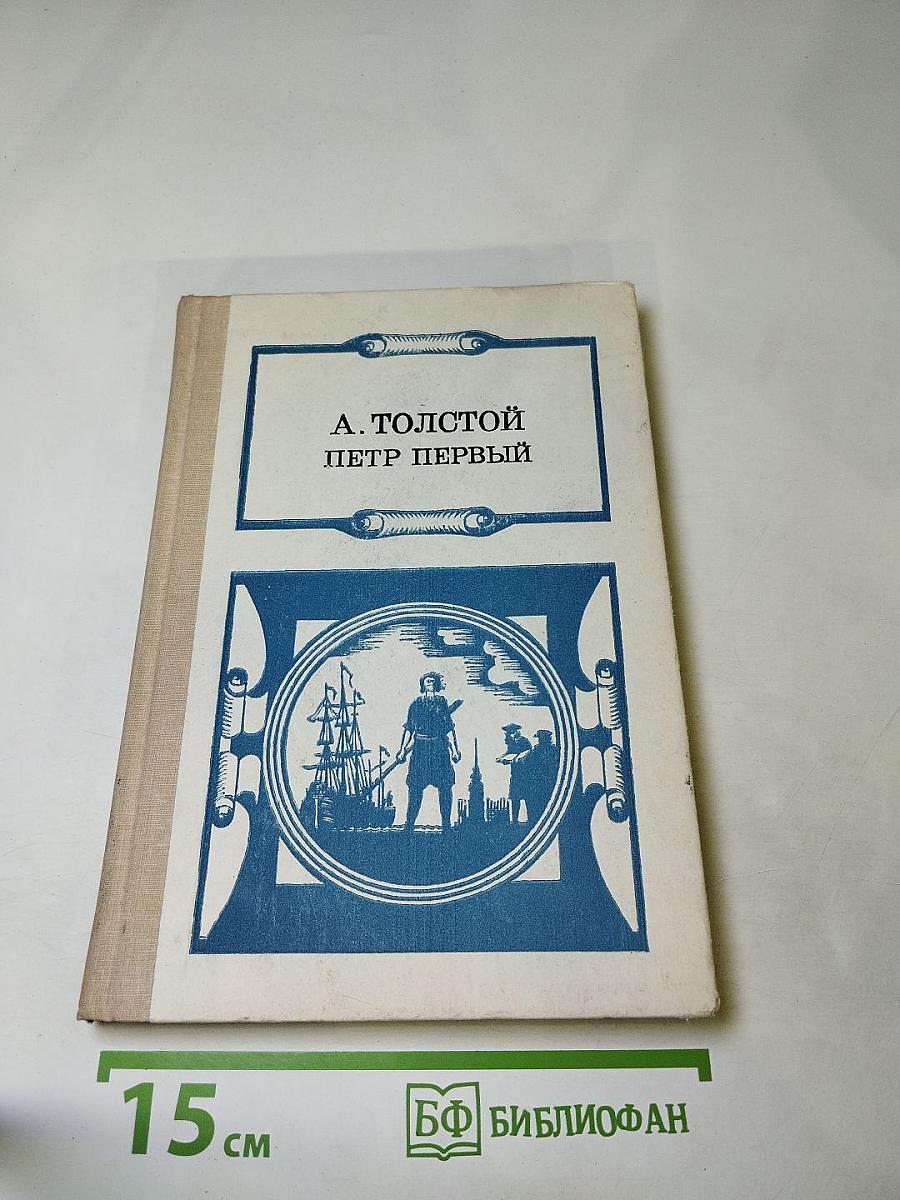 А. ТОЛСТОЙ
ПЕТР ПЕРВЫЙ
15 см
БФ БИБЛИОФАН